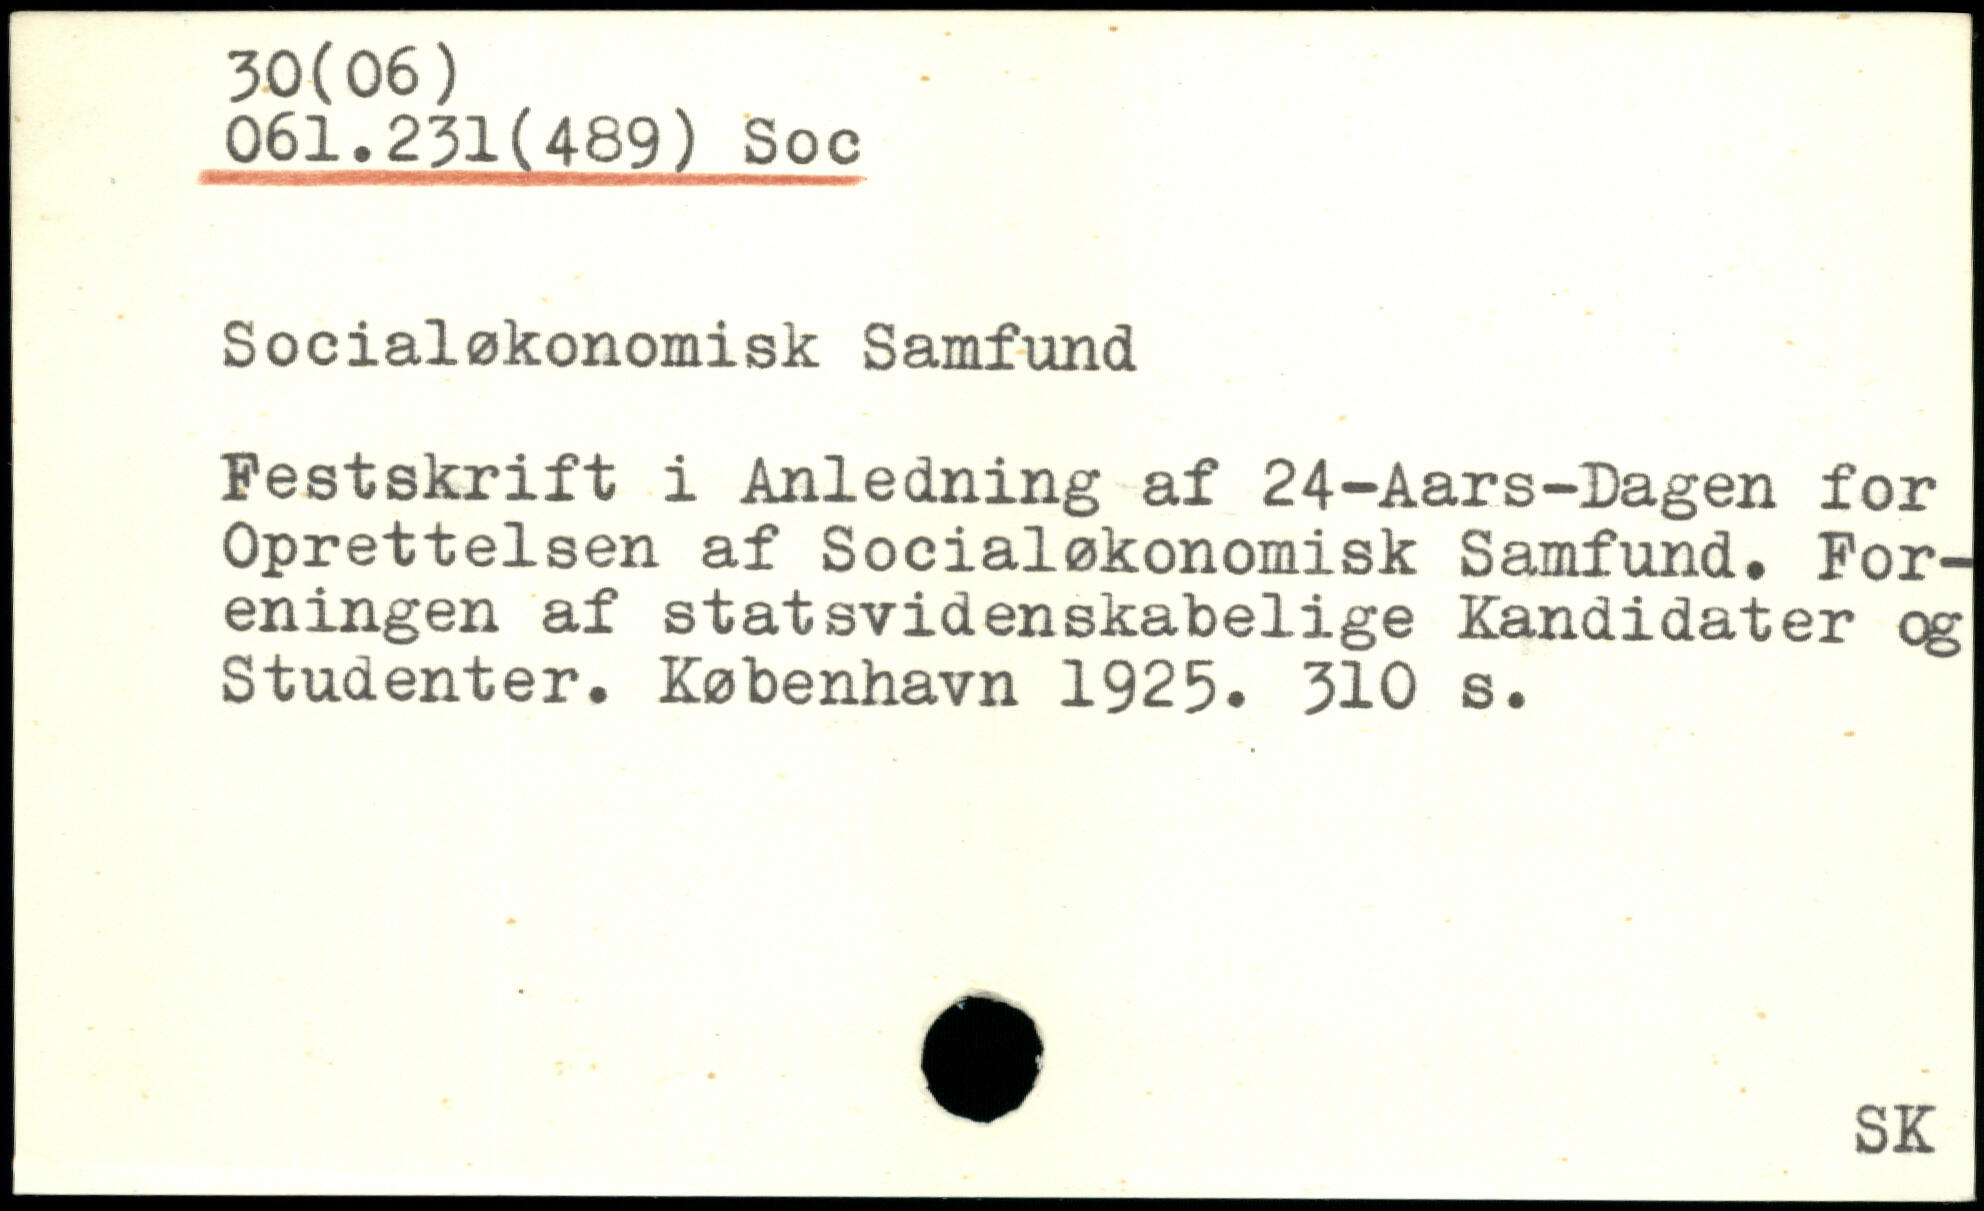 30(06)
061.231(489) Soc
Socialøkonomisk Samfund
Festskrift i Anledning af 24-Aars-Dagen for
Oprettelsen af Socialøkonomisk Samfund. For-
eningen af statsvidenskabelige Kandidater og
Studenter. København 1925. 310 s.
SK